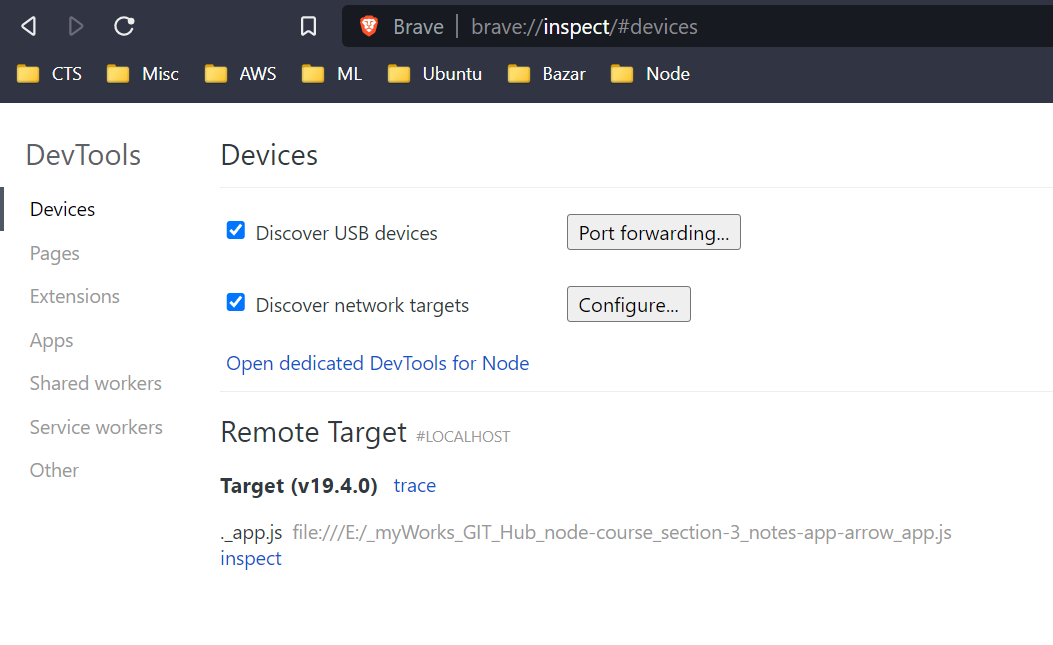 Brave | brave://inspect/#devices
CTS Misc AWS ML Ubuntu Bazar Node
DevTools
Devices
Pages
Extensions
Apps
Shared workers
Service workers
Other
Devices
Discover USB devices Port forwarding...
Discover network targets Configure...
Open dedicated DevTools for Node
Remote Target #LOCALHOST
Target (v19.4.0) trace
._app.js file:///E:/_myWorks_GIT_Hub_node-course_section-3_notes-app-arrow_app.js
inspect